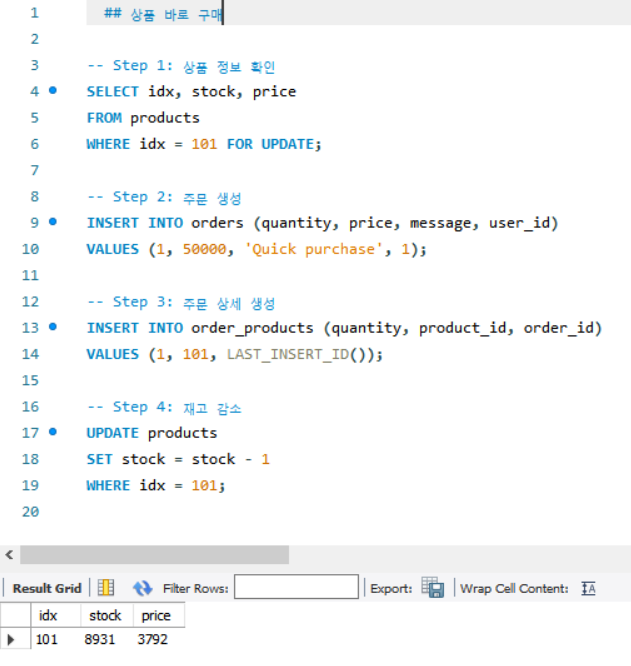 1 ## 상품 바로 구매
2
3 -- Step 1: 상품 정보 확인
4 SELECT idx, stock, price
5 FROM products
6 WHERE idx = 101 FOR UPDATE;
7
8 -- Step 2: 주문 생성
9 INSERT INTO orders (quantity, price, message, user_id)
10 VALUES (1, 50000, 'Quick purchase', 1);
11
12 -- Step 3: 주문 상세 생성
13 INSERT INTO order_products (quantity, product_id, order_id)
14 VALUES (1, 101, LAST_INSERT_ID());
15
16 -- Step 4: 재고 감소
17 UPDATE products
18 SET stock = stock - 1
19 WHERE idx = 101;
20
Result Grid Filter Rows: Export: Wrap Cell Content:
idx stock price
101 8931 3792